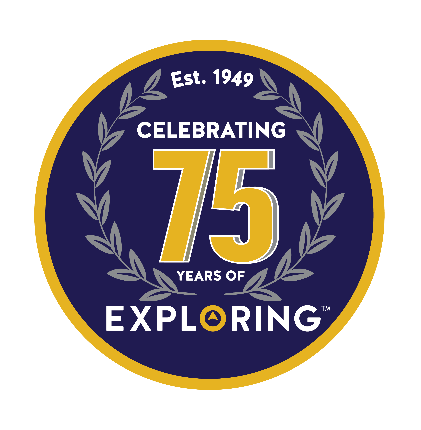 Est. 1949
CELEBRATING
75
YEARS OF
EXPLORING™